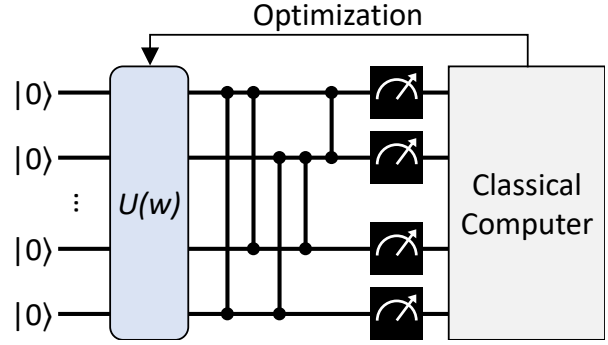 Optimization
|0⟩
|0⟩
...
U(w)
|0⟩
|0⟩
Classical
Computer